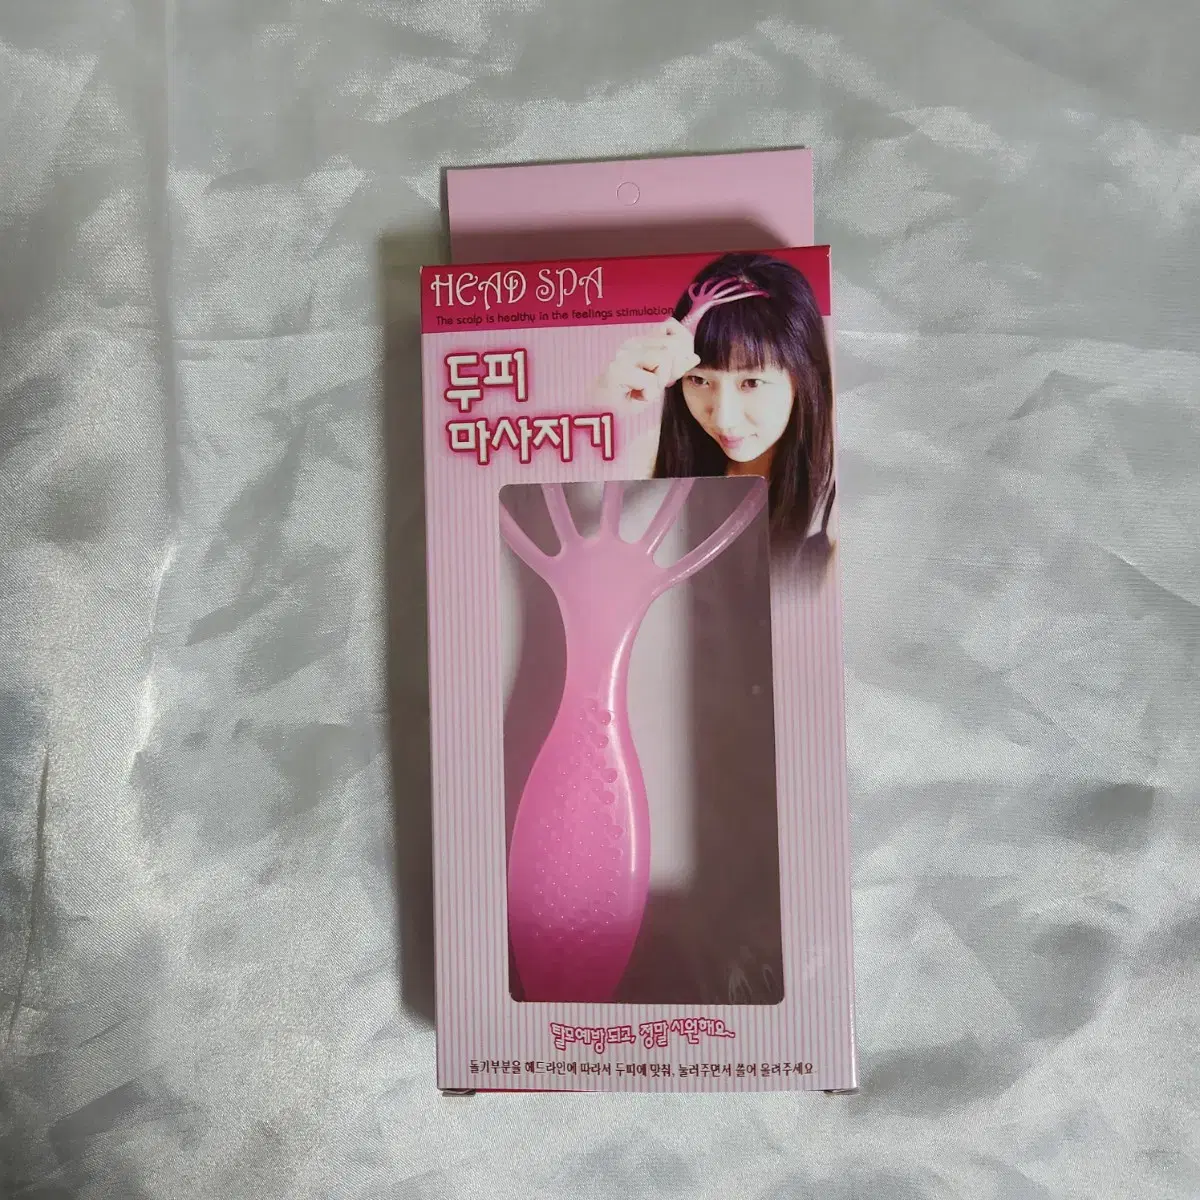 HEAD SPA
The scalp is healthy in the feelings stimulation
두피
마사지기
탈모예방 되고, 정말 시원해요~
돌기부분을 헤드라인에 따라서 두피에 맞춰, 눌러주면서 쓸어 올려주세요.